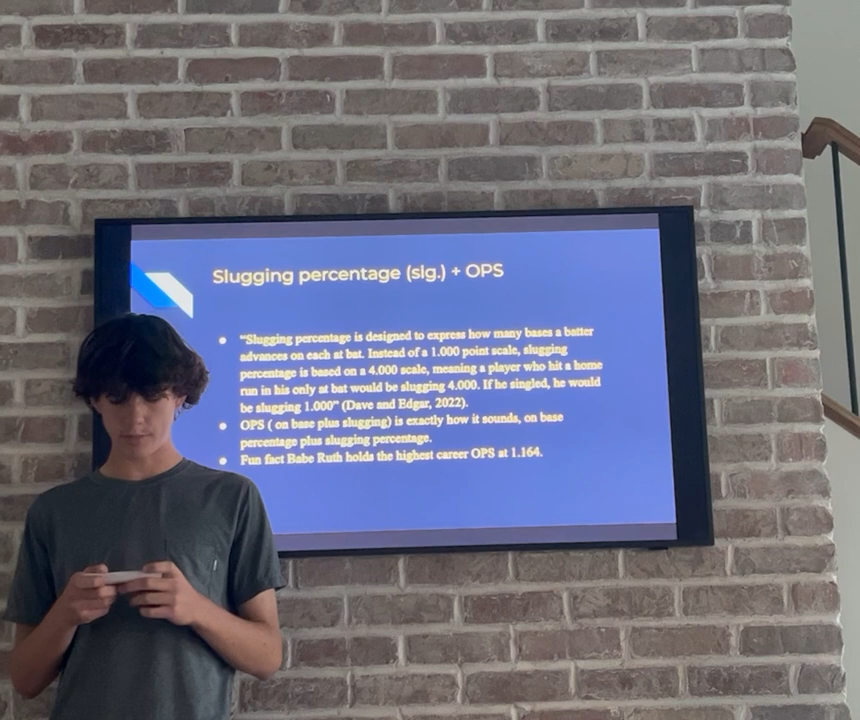 Slugging percentage (slg.) + OPS
● "Slugging percentage is designed to express how many bases a batter
advances on each at bat. Instead of a 1.000 point scale, slugging
percentage is based on a 4.000 scale, meaning a player who hit a home
run in his only at bat would be slugging 4.000. If he singled, he would
be slugging 1.000" (Dave and Edgar, 2022).
● OPS ( on base plus slugging) is exactly how it sounds, on base
percentage plus slugging percentage.
● Fun fact Babe Ruth holds the highest career OPS at 1.164.